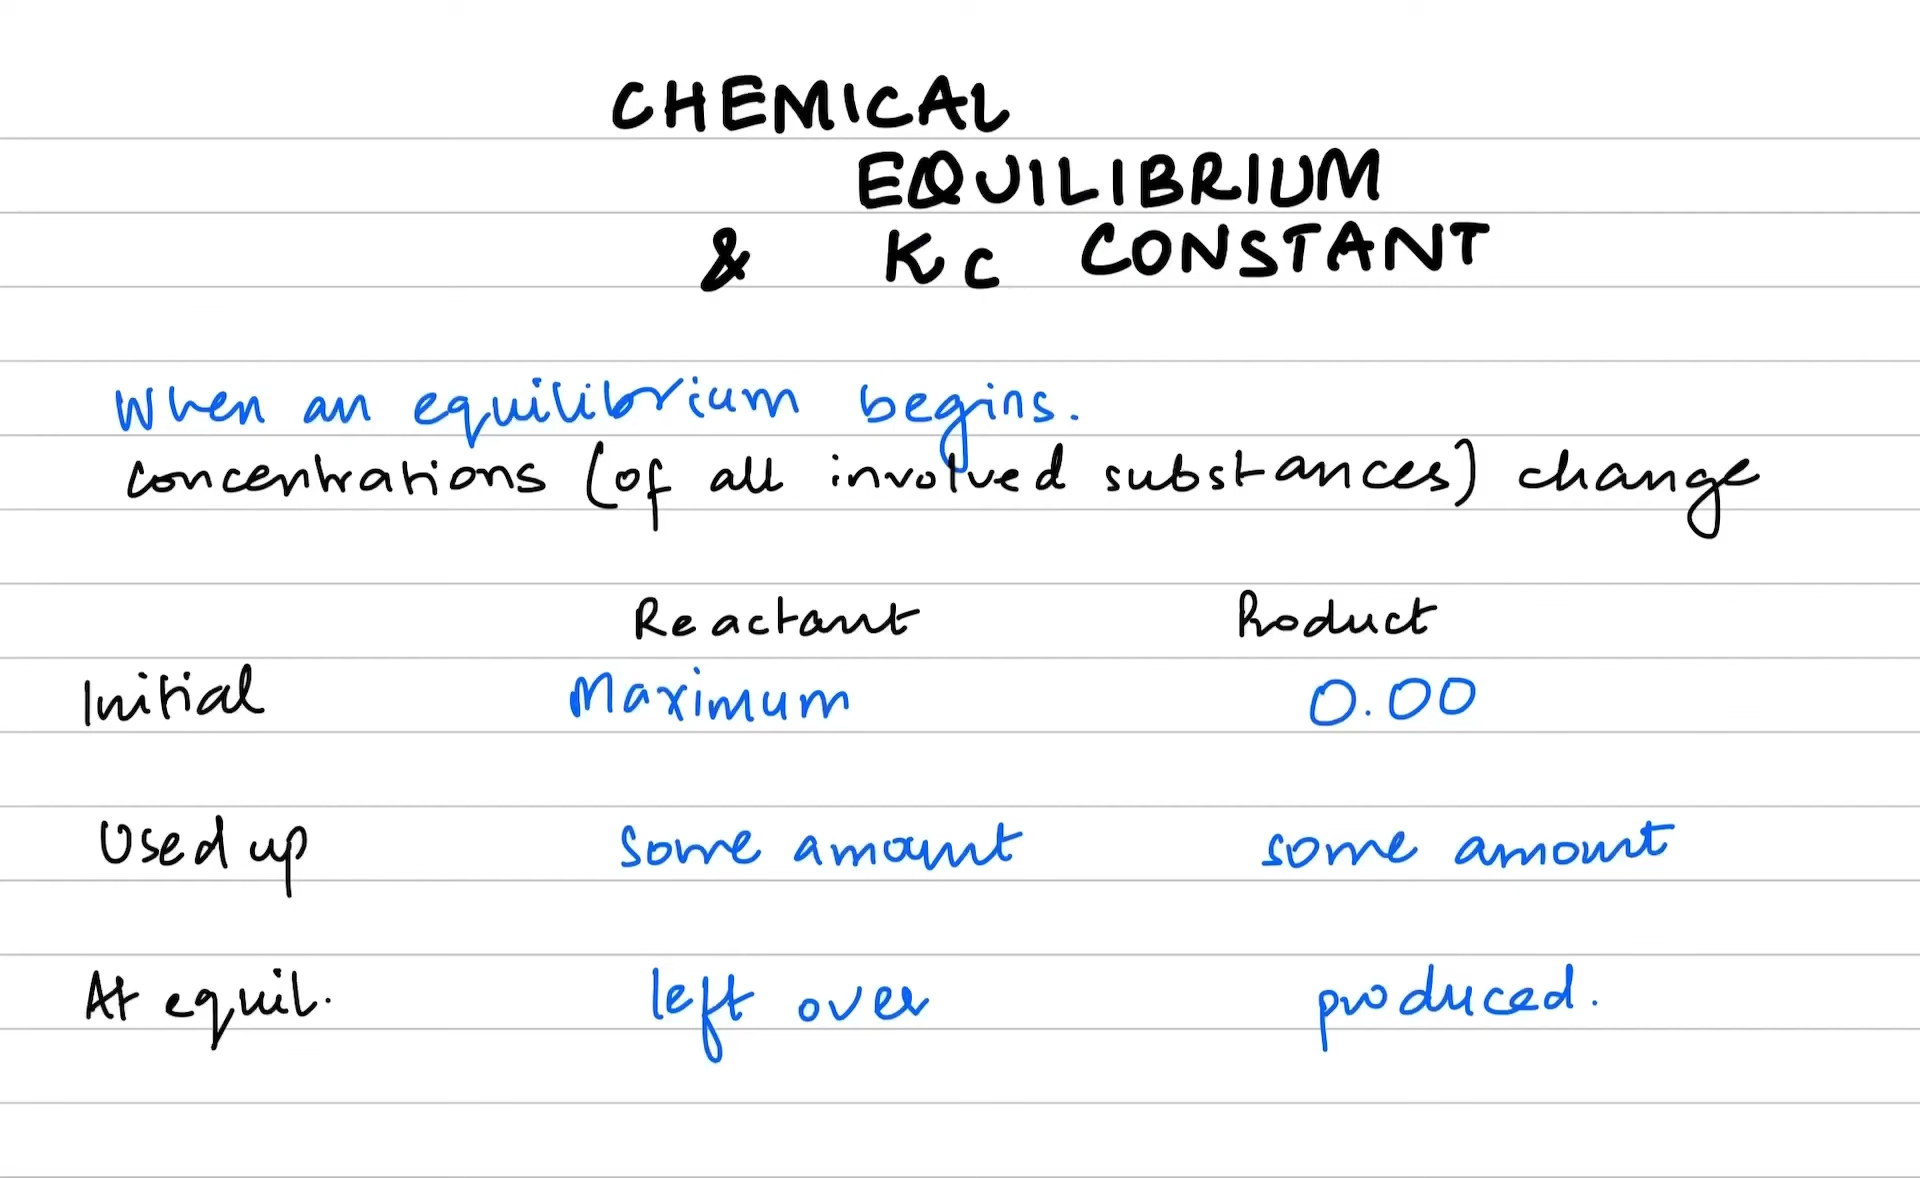 CHEMICAL
EQUILIBRIUM
& Kc CONSTANT
When an equilibrium begins.
concentrations (of all involved substances) change
Reactant Product
Initial Maximum 0.00
Used up some amount some amount
At equil. left over produced.